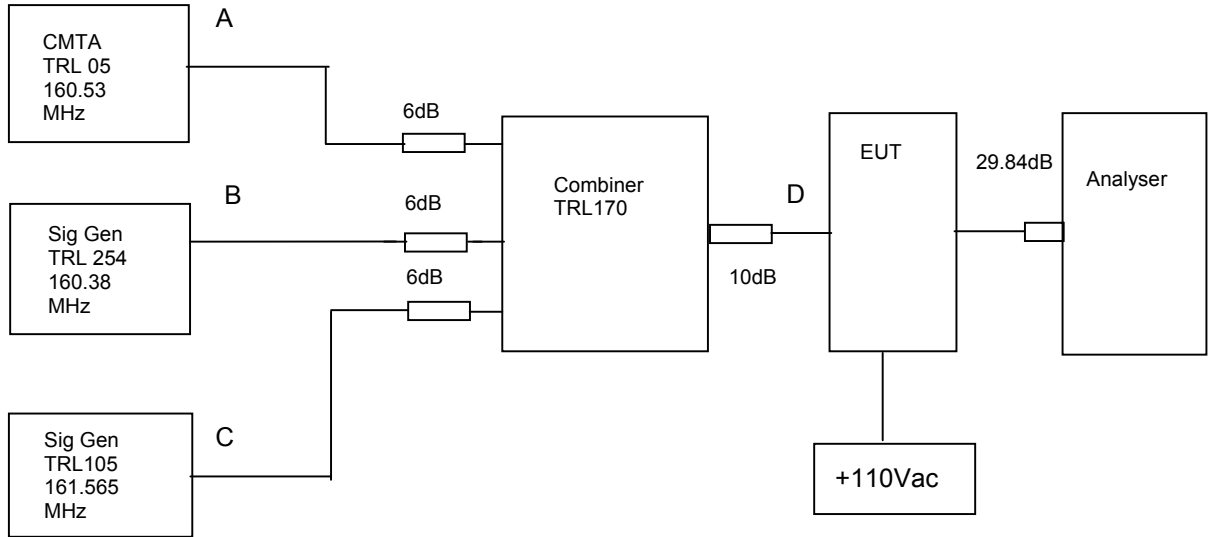 A
CMTA
TRL 05
160.53
MHz
6dB
B
Sig Gen
TRL 254
160.38
MHz
6dB
6dB
C
Sig Gen
TRL105
161.565
MHz
Combiner
TRL170
10dB
D
EUT
29.84dB
Analyser
+110Vac